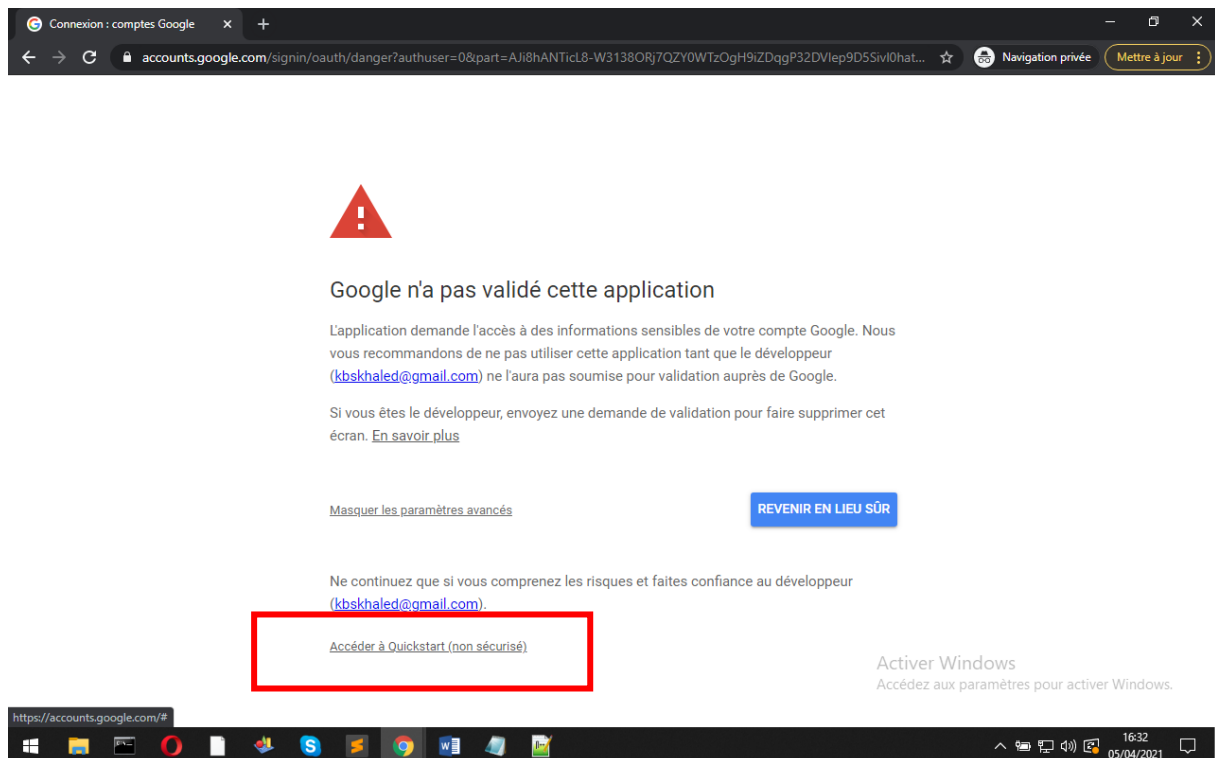 Connexion : comptes Google
accounts.google.com/signin/oauth/danger?authuser=0&part=AJi8hANTicL8-W3138ORj7QZY0WTzOgH9iZDqgP32DVIep9D5SivI0hat...
Navigation privée
Mettre à jour
Google n'a pas validé cette application
L'application demande l'accès à des informations sensibles de votre compte Google. Nous
vous recommandons de ne pas utiliser cette application tant que le développeur
(kbskhaled@gmail.com) ne l'aura pas soumise pour validation auprès de Google.
Si vous êtes le développeur, envoyez une demande de validation pour faire supprimer cet
écran. En savoir plus
Masquer les paramètres avancés
REVENIR EN LIEU SÛR
Ne continuez que si vous comprenez les risques et faites confiance au développeur
(kbskhaled@gmail.com).
Accéder à Quickstart (non sécurisé)
Activer Windows
Accédez aux paramètres pour activer Windows.
https://accounts.google.com/#
16:32
05/04/2021